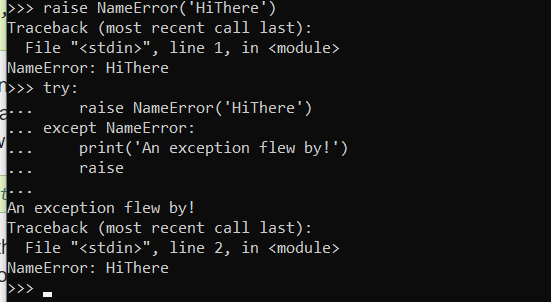 >>> raise NameError('HiThere')
Traceback (most recent call last):
  File "<stdin>", line 1, in <module>
NameError: HiThere
>>> try:
...     raise NameError('HiThere')
... except NameError:
...     print('An exception flew by!')
...     raise
...
An exception flew by!
Traceback (most recent call last):
  File "<stdin>", line 2, in <module>
NameError: HiThere
>>>